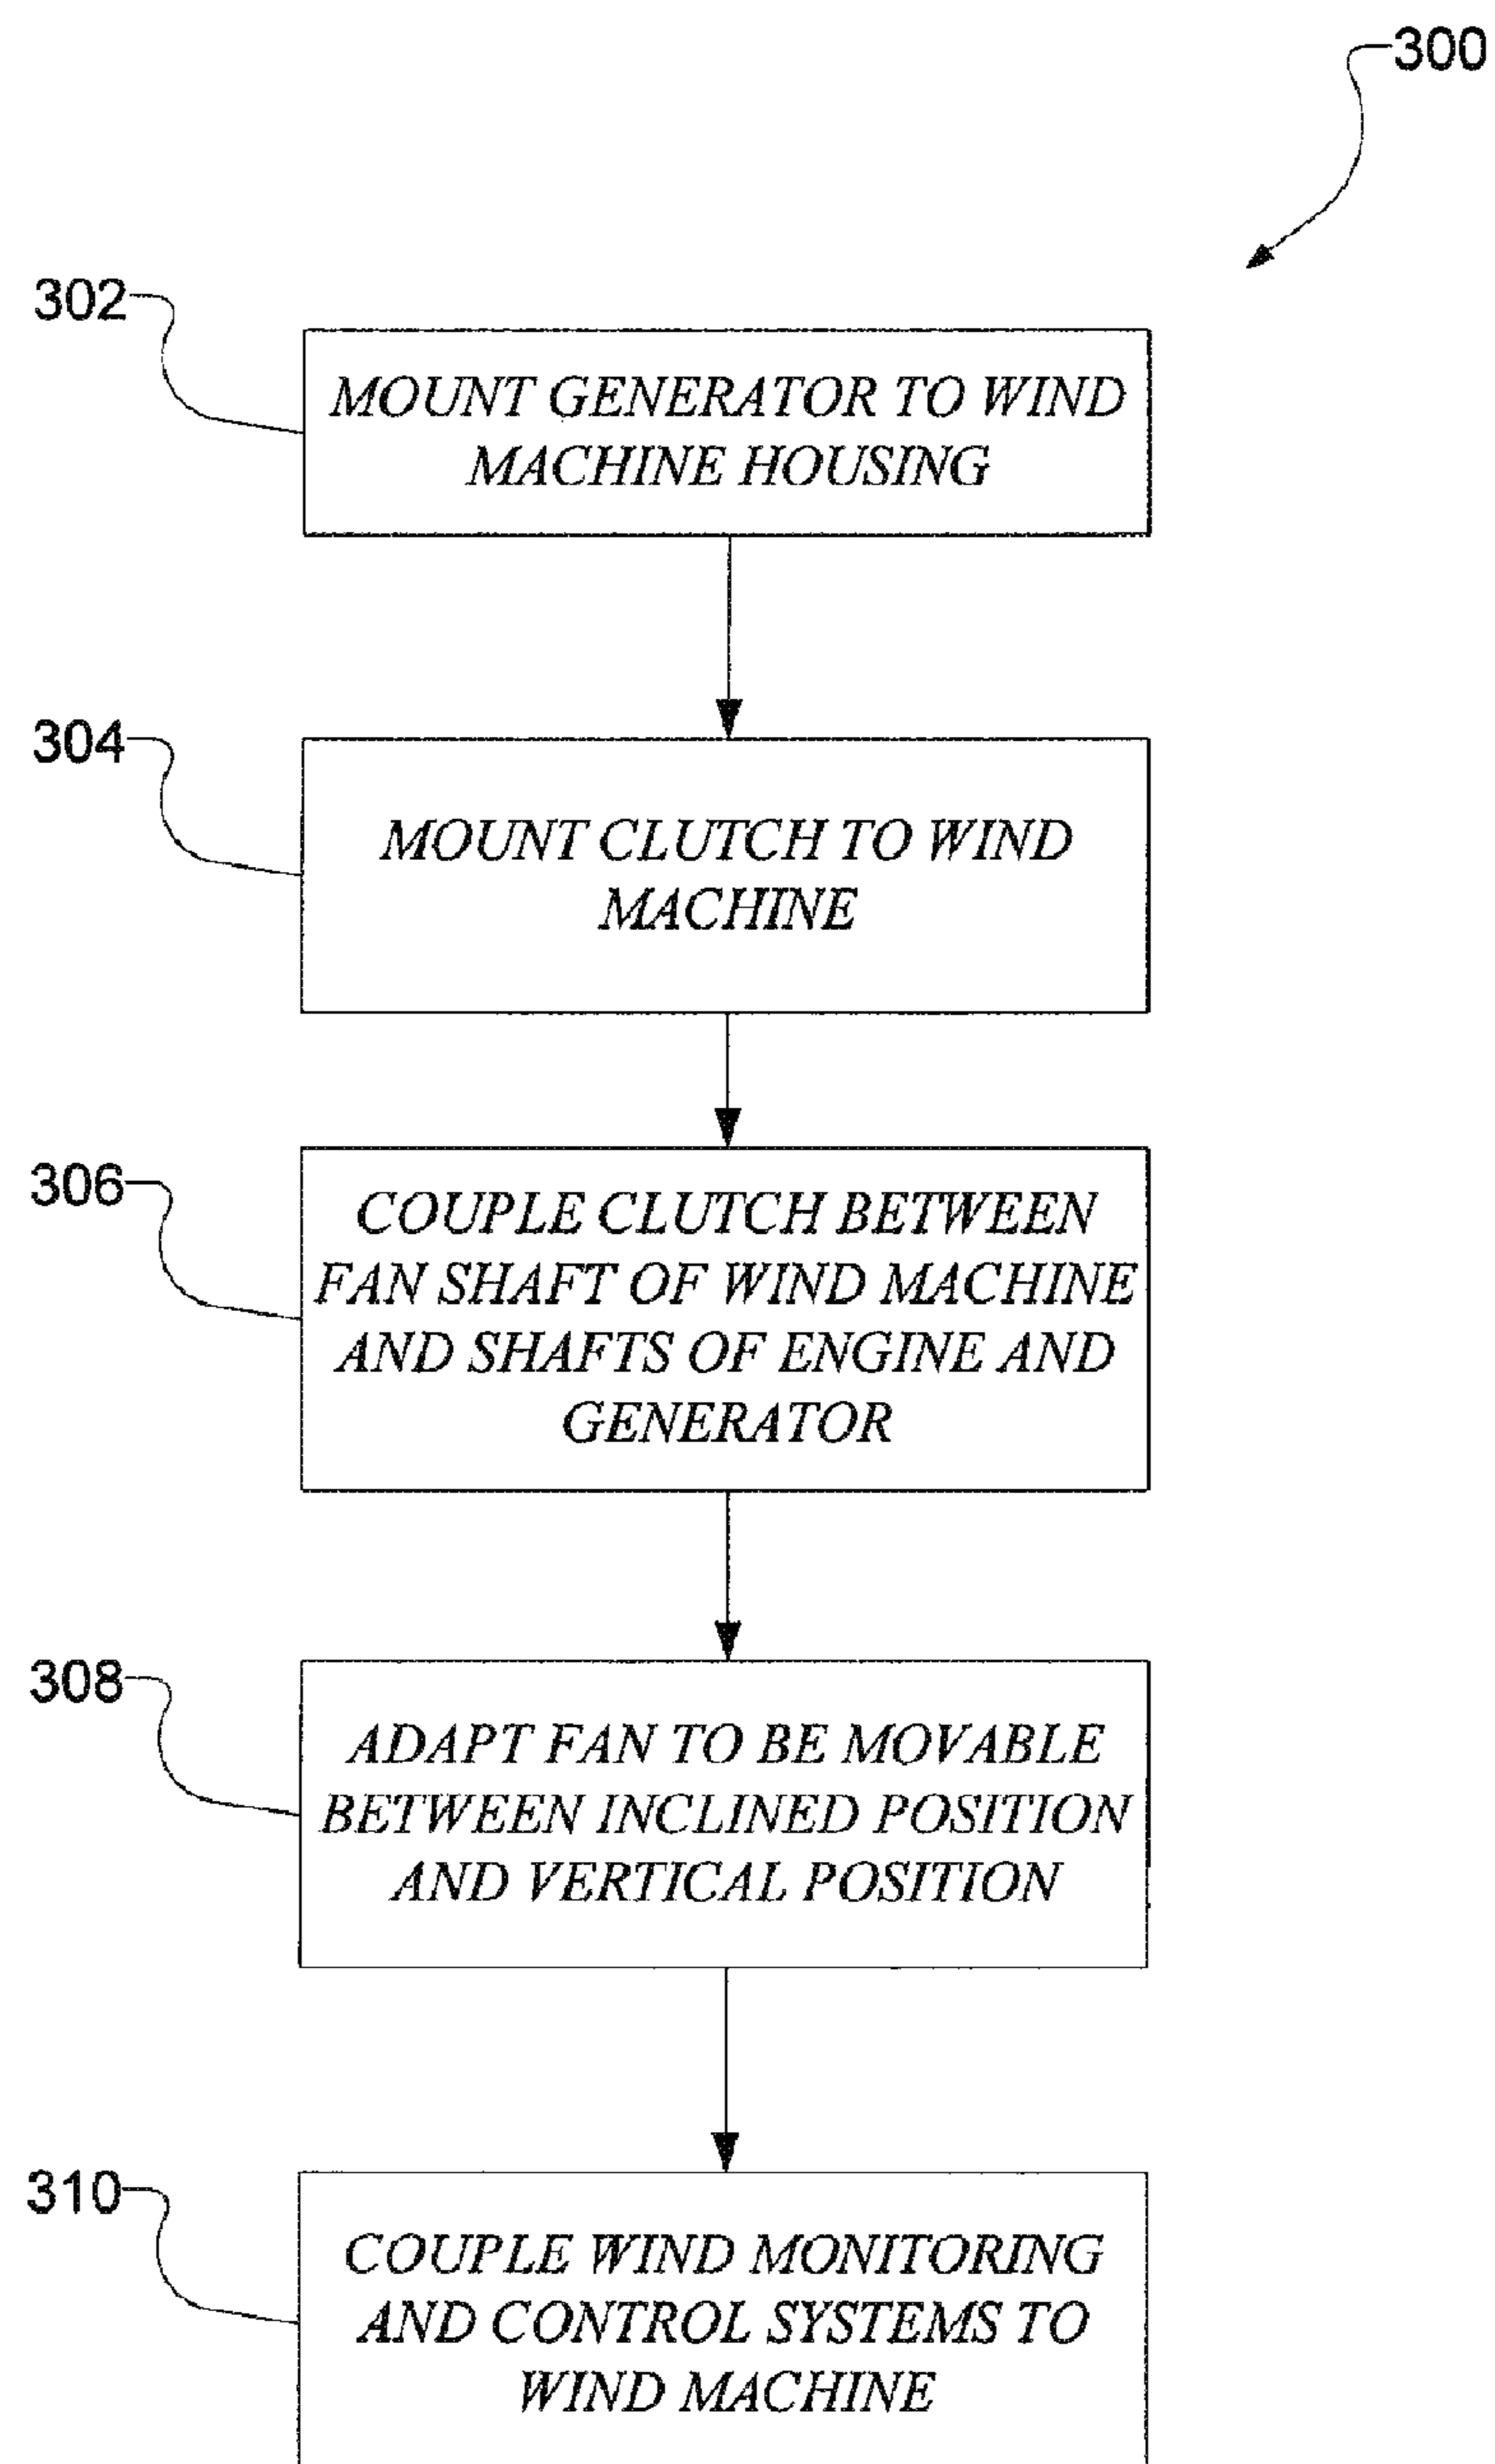 300
302
MOUNT GENERATOR TO WIND
MACHINE HOUSING
304
MOUNT CLUTCH TO WIND
MACHINE
306
COUPLE CLUTCH BETWEEN
FAN SHAFT OF WIND MACHINE
AND SHAFTS OF ENGINE AND
GENERATOR
308
ADAPT FAN TO BE MOVABLE
BETWEEN INCLINED POSITION
AND VERTICAL POSITION
310
COUPLE WIND MONITORING
AND CONTROL SYSTEMS TO
WIND MACHINE